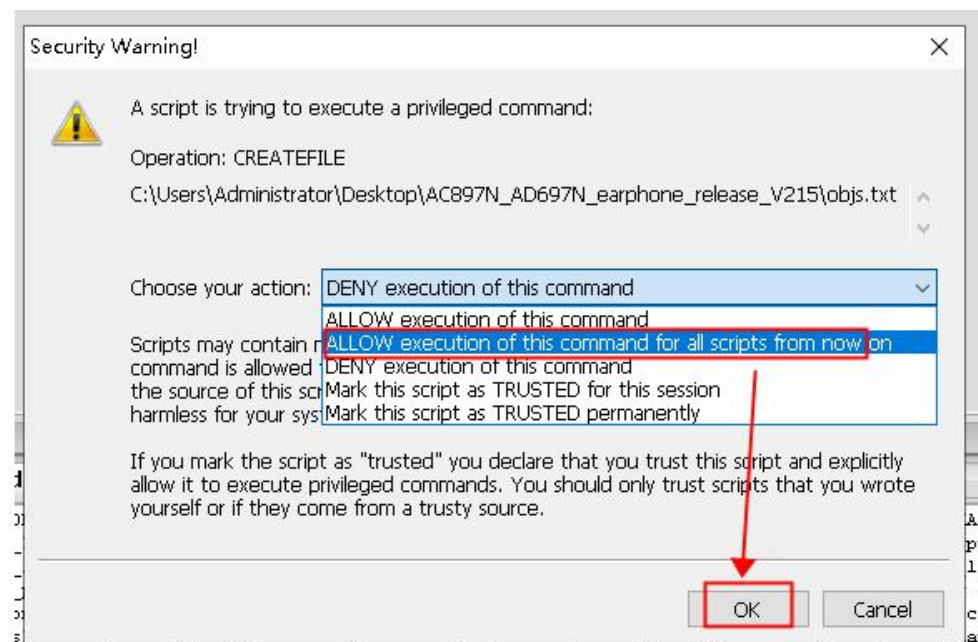 Security Warning!
A script is trying to execute a privileged command:
Operation: CREATEFILE
C:\Users\Administrator\Desktop\AC897N_AD697N_earphone_release_V215\objs.txt
Choose your action: DENY execution of this command
ALLOW execution of this command
Scripts may contain
ALLOW execution of this command for all scripts from now on
command is allowed
DENY execution of this command
the source of this
Mark this script as TRUSTED for this session
harmless for your
Mark this script as TRUSTED permanently
If you mark the script as "trusted" you declare that you trust this script and explicitly
allow it to execute privileged commands. You should only trust scripts that you wrote
yourself or if they come from a trusty source.
OK Cancel